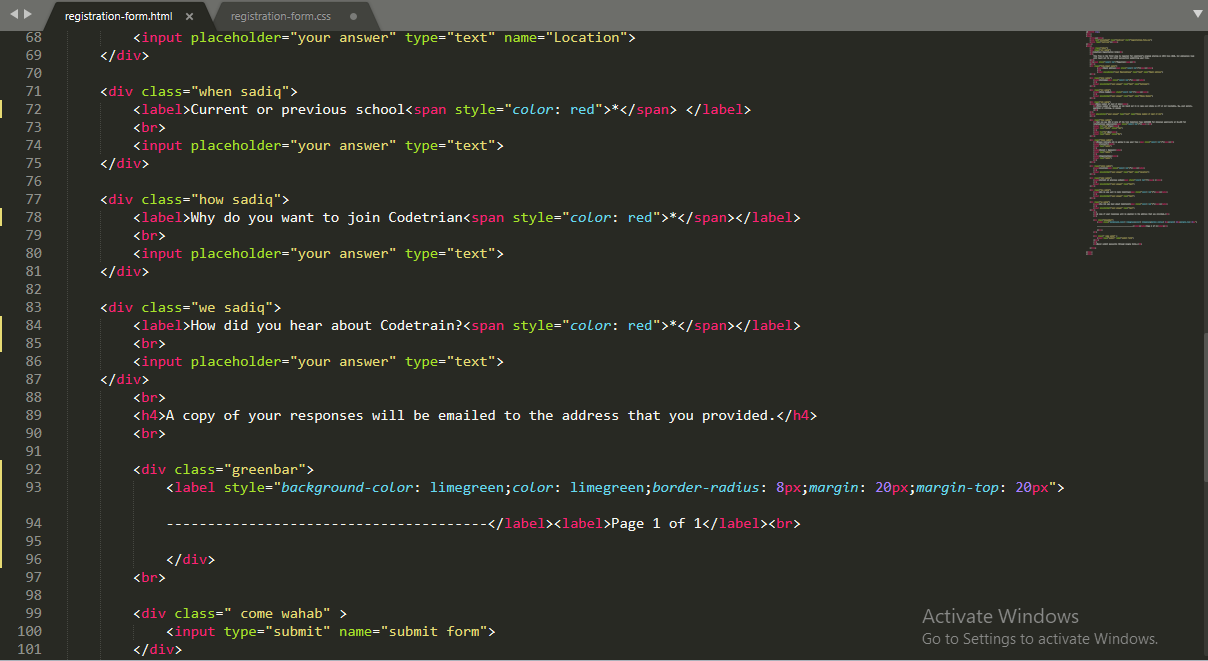 registration-form.html × registration-form.css
68 <input placeholder="your answer" type="text" name="Location">
69 </div>
70
71 <div class="when sadiq">
72 <label>Current or previous school<span style="color: red">*</span> </label>
73 <br>
74 <input placeholder="your answer" type="text">
75 </div>
76
77 <div class="how sadiq">
78 <label>Why do you want to join Codetrian<span style="color: red">*</span></label>
79 <br>
80 <input placeholder="your answer" type="text">
81 </div>
82
83 <div class="we sadiq">
84 <label>How did you hear about Codetrain?<span style="color: red">*</span></label>
85 <br>
86 <input placeholder="your answer" type="text">
87 </div>
88 <br>
89 <h4>A copy of your responses will be emailed to the address that you provided.</h4>
90 <br>
91
92 <div class="greenbar">
93 <label style="background-color: limegreen;color: limegreen;border-radius: 8px;margin: 20px;margin-top: 20px">
94 ---------------------------------------</label><label>Page 1 of 1</label><br>
95
96 </div>
97 <br>
98
99 <div class=" come wahab" >
100 <input type="submit" name="submit form">
101 </div>
Activate Windows
Go to Settings to activate Windows.